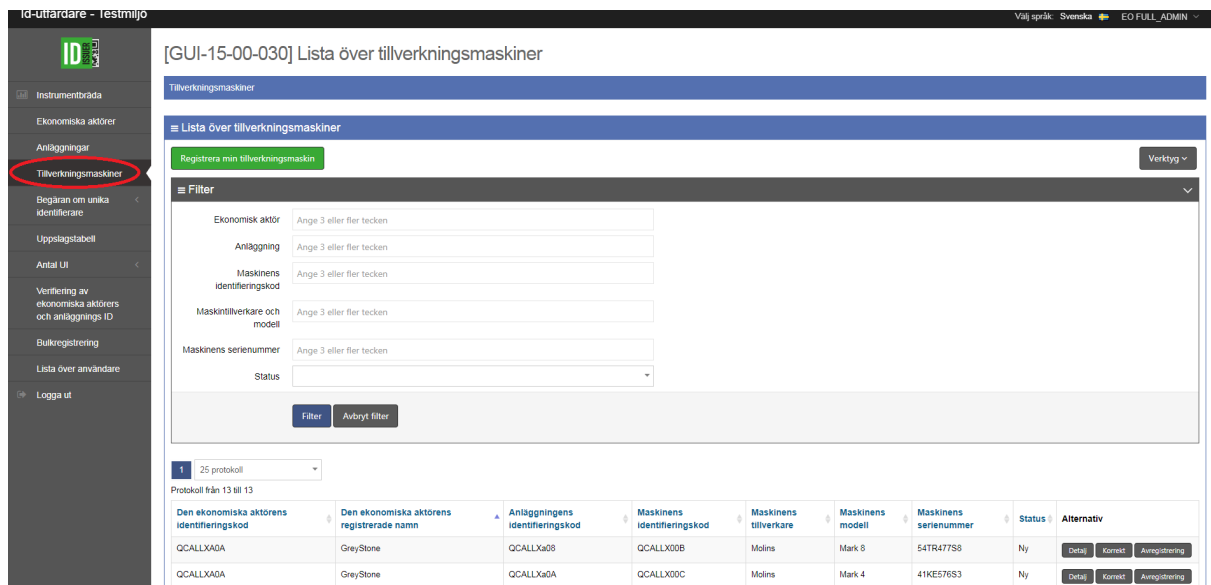 Id-utfärdare - Testmiljö
Välj språk: Svenska EO FULL_ADMIN
ID ISSUER
[GUI-15-00-030] Lista över tillverkningsmaskiner
Tillverkningsmaskiner
Instrumentbräda
Ekonomiska aktörer
Anläggningar
Tillverkningsmaskiner
Begäran om unika
identifierare
Uppslagstabell
Antal UI
Verifiering av
ekonomiska aktörers
och anläggnings ID
Bulkregistrering
Lista över användare
Logga ut
Lista över tillverkningsmaskiner
Registrera min tillverkningsmaskin
Verktyg
Filter
Ekonomisk aktör Ange 3 eller fler tecken
Anläggning Ange 3 eller fler tecken
Maskinens
identifieringskod Ange 3 eller fler tecken
Maskintillverkare och
modell Ange 3 eller fler tecken
Maskinens serienummer Ange 3 eller fler tecken
Status
Filter Avbryt filter
1 25 protokoll
Protokoll från 13 till 13
Den ekonomiska aktörens identifieringskod Den ekonomiska aktörens registrerade namn Anläggningens identifieringskod Maskinens identifieringskod Maskinens tillverkare Maskinens modell Maskinens serienummer Status Alternativ
QCALLXA0A GreyStone QCALLXa08 QCALLX00B Molins Mark 8 54TR477S8 Ny Detalj Korrekt Avregistrering
QCALLXA0A GreyStone QCALLXa0A QCALLX00C Molins Mark 4 41KE576S3 Ny Detalj Korrekt Avregistrering